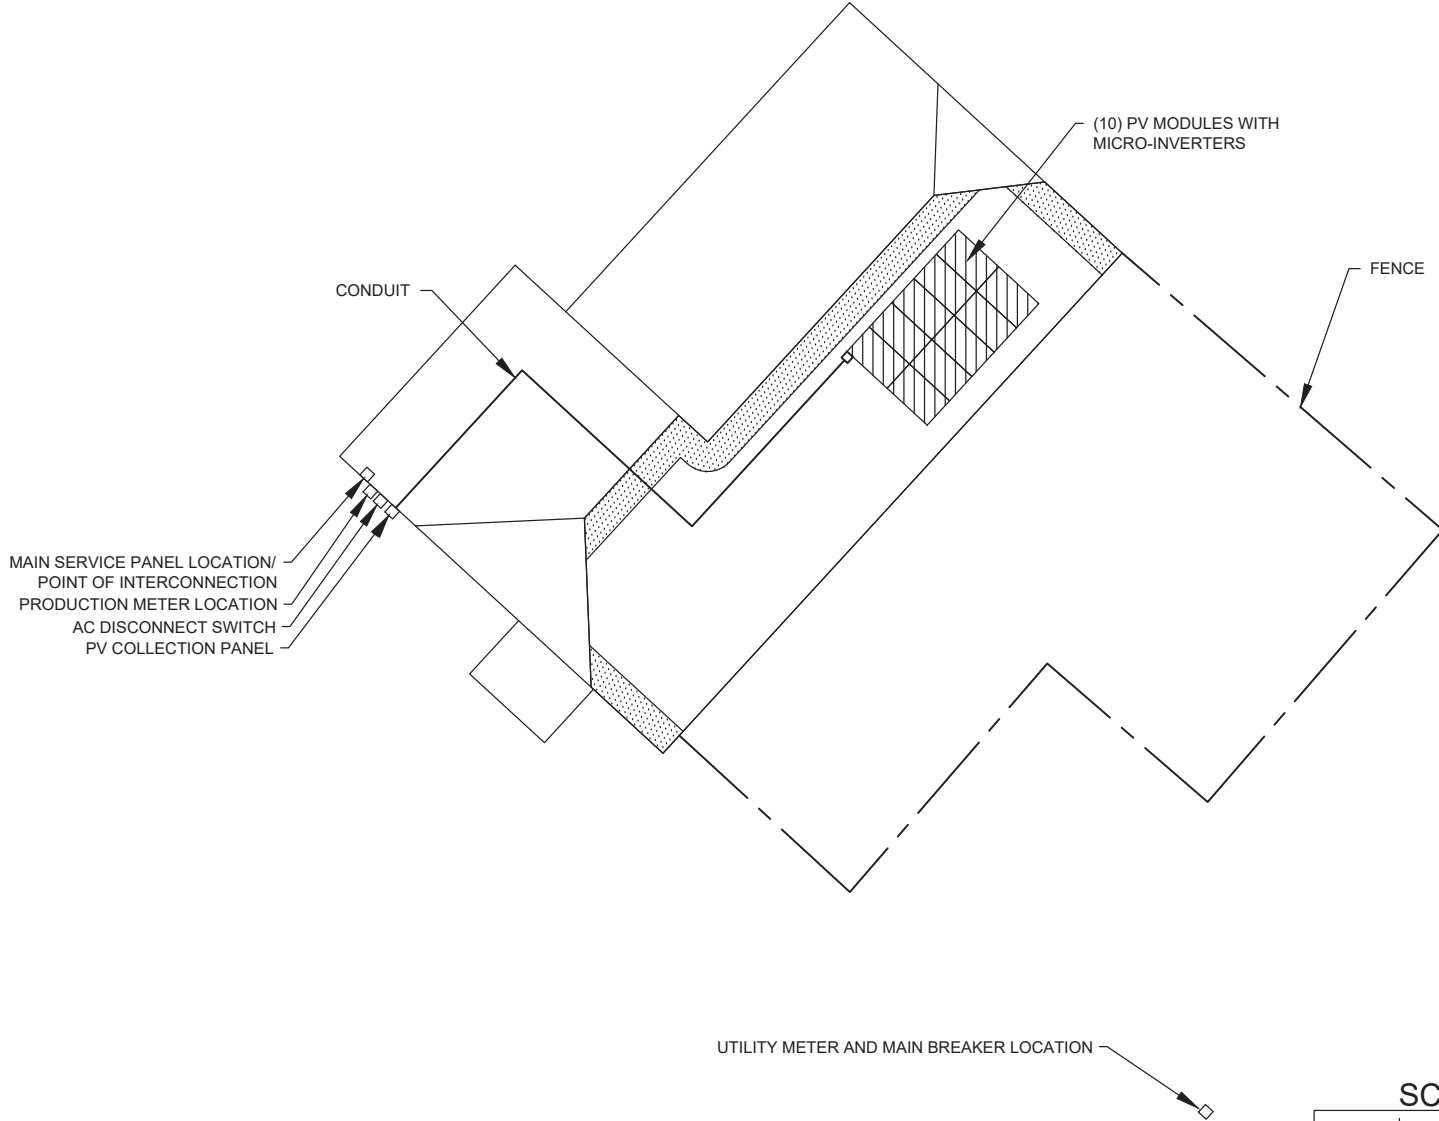 (10) PV MODULES WITH
MICRO-INVERTERS
FENCE
CONDUIT
MAIN SERVICE PANEL LOCATION/
POINT OF INTERCONNECTION
PRODUCTION METER LOCATION
AC DISCONNECT SWITCH
PV COLLECTION PANEL
UTILITY METER AND MAIN BREAKER LOCATION
SC